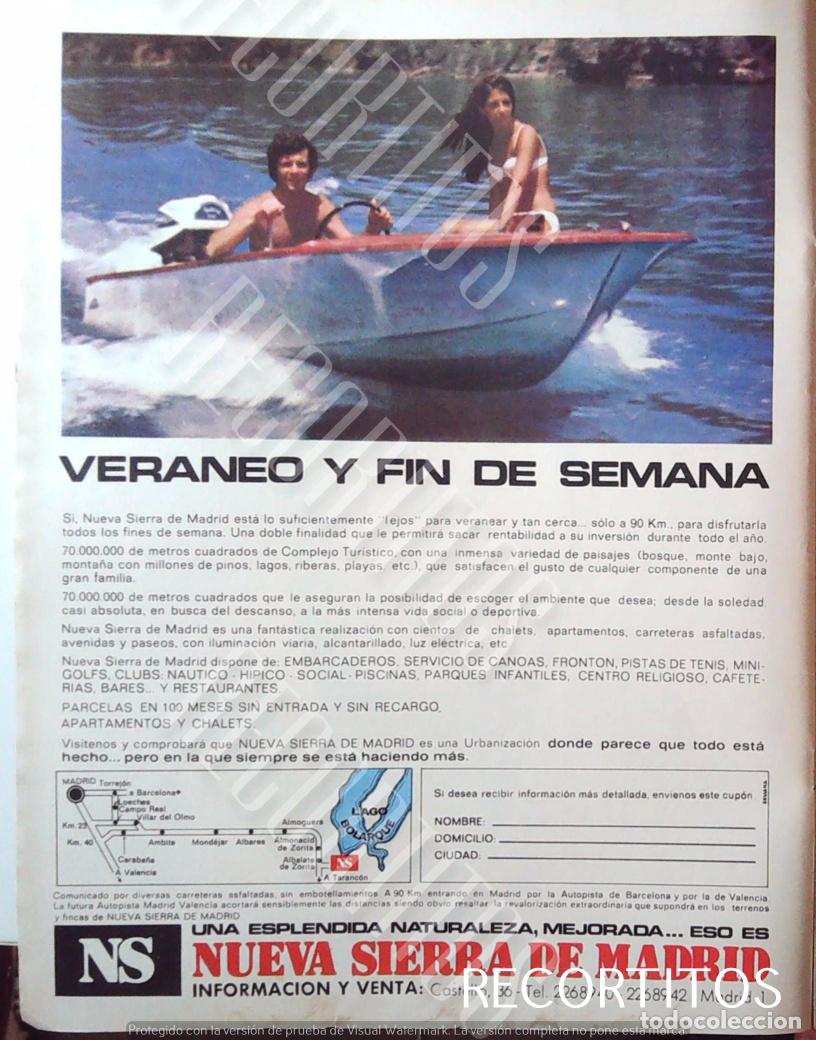 VERANEO Y FIN DE SEMANA
Si, Nueva Sierra de Madrid está lo suficientemente "lejos" para veranear y tan cerca... sólo a 90 Km., para disfrutarla
todos los fines de semana. Una doble finalidad que le permitirá sacar rentabilidad a su inversión durante todo el año.
70.000.000 de metros cuadrados de Complejo Turístico, con una inmensa variedad de paisajes (bosque, monte bajo,
montaña con millones de pinos, lagos, riberas, playas, etc.), que satisfacen el gusto de cualquier componente de una
gran familia.
70.000.000 de metros cuadrados que le aseguran la posibilidad de escoger el ambiente que desea; desde la soledad,
casi absoluta, en busca del descanso, a la más intensa vida social o deportiva.
Nueva Sierra de Madrid es una fantástica realización con cientos de chalets, apartamentos, carreteras asfaltadas,
avenidas y paseos, con iluminación viaria, alcantarillado, luz eléctrica, etc.
Nueva Sierra de Madrid dispone de: EMBARCADEROS, SERVICIO DE CANOAS, FRONTON, PISTAS DE TENIS, MINI-
GOLFS, CLUBS: NAUTICO - HIPICO - SOCIAL - PISCINAS, PARQUES INFANTILES, CENTRO RELIGIOSO, CAFETE-
RIAS, BARES... Y RESTAURANTES.
PARCELAS EN 100 MESES SIN ENTRADA Y SIN RECARGO.
APARTAMENTOS Y CHALETS.
Visítenos y comprobará que NUEVA SIERRA DE MADRID es una Urbanización donde parece que todo está
hecho... pero en la que siempre se está haciendo más.
MADRID Torrejón
a Barcelona
Loeches
Campo Real
Villar del Olmo
Km. 23
Km. 40
Carabaña
A Valencia
Ambite
Mondéjar
Albares
Almoguera
Almonacid
de Zorita
Albalate
de Zorita
A Tarancón
LAGO
BOLARQUE
NS
Si desea recibir información más detallada, envienos este cupón
SEMANA
NOMBRE:
DOMICILIO:
CIUDAD:
Comunicado por diversas carreteras asfaltadas, sin embotellamientos. A 90 Km. entrando en Madrid por la Autopista de Barcelona y por la de Valencia.
La futura Autopista Madrid Valencia acortará sensiblemente las distancias siendo obvio resaltar la revalorización extraordinaria que supondrá en los terrenos
y fincas de NUEVA SIERRA DE MADRID
NS
UNA ESPLENDIDA NATURALEZA, MEJORADA... ESO ES
NUEVA SIERRA DE MADRID
INFORMACION Y VENTA: Castelló, 36 - Tel. 2268940 2268942 Madrid-1
RECORTITOS
RECORTITOS
RECORTITOS
RECORTITOS
todocoleccion
Protegido con la versión de prueba de Visual Watermark. La versión completa no pone esta marca.